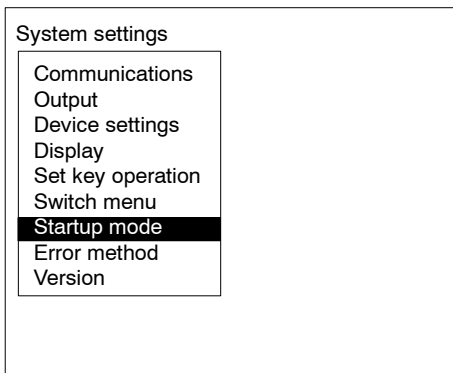 System settings
Communications
Output
Device settings
Display
Set key operation
Switch menu
Startup mode
Error method
Version